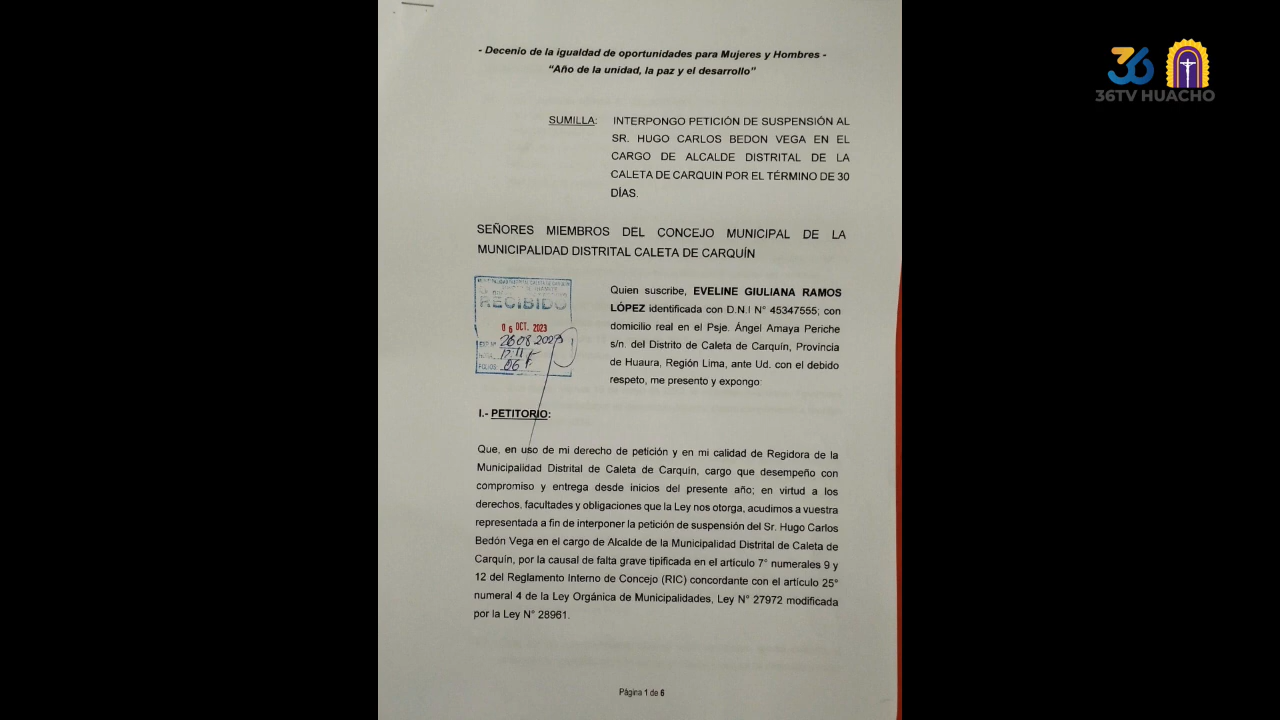 - Decenio de la igualdad de oportunidades para Mujeres y Hombres -
“Año de la unidad, la paz y el desarrollo”
36TV HUACHO
SUMILLA: INTERPONGO PETICIÓN DE SUSPENSIÓN AL
SR. HUGO CARLOS BEDON VEGA EN EL
CARGO DE ALCALDE DISTRITAL DE LA
CALETA DE CARQUIN POR EL TÉRMINO DE 30
DÍAS.
SEÑORES MIEMBROS DEL CONCEJO MUNICIPAL DE LA
MUNICIPALIDAD DISTRITAL CALETA DE CARQUÍN
RECIBIDO
06 OCT. 2023
EXP. Nº 2608 2023
HORA
FOLIOS 06
Quien suscribe, EVELINE GIULIANA RAMOS
LÓPEZ identificada con D.N.I N° 45347555; con
domicilio real en el Psje. Ángel Amaya Periche
s/n. del Distrito de Caleta de Carquín, Provincia
de Huaura, Región Lima, ante Ud. con el debido
respeto, me presento y expongo:
I.- PETITORIO:
Que, en uso de mi derecho de petición y en mi calidad de Regidora de la
Municipalidad Distrital de Caleta de Carquin, cargo que desempeño con
compromiso y entrega desde inicios del presente año; en virtud a los
derechos, facultades y obligaciones que la Ley nos otorga, acudimos a vuestra
representada a fin de interponer la petición de suspensión del Sr. Hugo Carlos
Bedón Vega en el cargo de Alcalde de la Municipalidad Distrital de Caleta de
Carquín, por la causal de falta grave tipificada en el artículo 7° numerales 9 y
12 del Reglamento Interno de Concejo (RIC) concordante con el artículo 25°
numeral 4 de la Ley Orgánica de Municipalidades, Ley N° 27972 modificada
por la Ley N° 28961.
Página 1 de 6